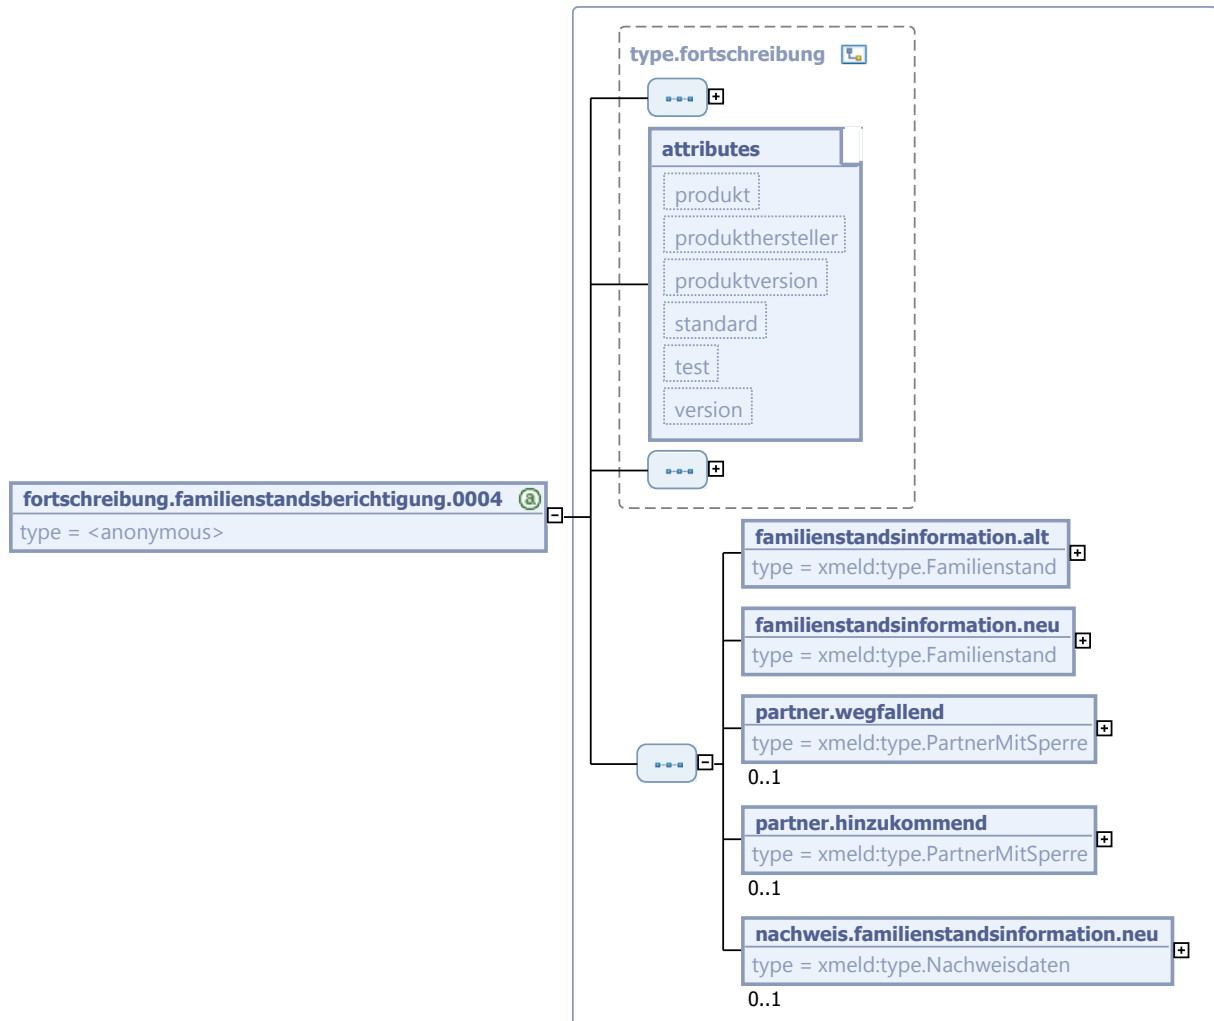 type.fortschreibung
attributes
produkt
produkthersteller
produktversion
standard
test
version
fortschreibung.familienstandsberichtigung.0004 a
type = <anonymous>
familienstandsinformation.alt
type = xmeld:type.Familienstand
familienstandsinformation.neu
type = xmeld:type.Familienstand
partner.wegfallend
type = xmeld:type.PartnerMitSperre
0..1
partner.hinzukommend
type = xmeld:type.PartnerMitSperre
0..1
nachweis.familienstandsinformation.neu
type = xmeld:type.Nachweisdaten
0..1